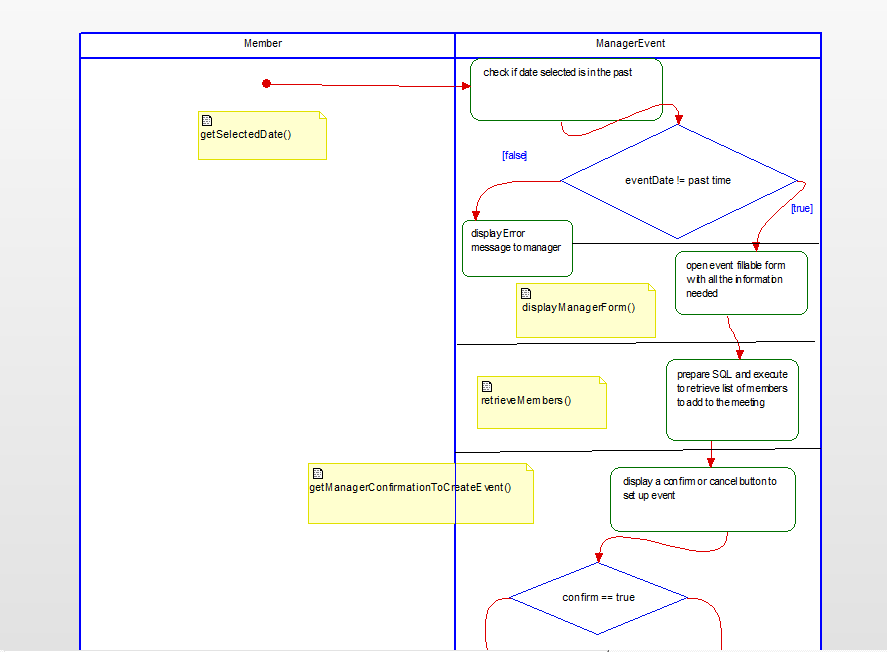 Member
ManagerEvent
check if date selected is in the past
getSelectedDate()
[false]
eventDate != past time
[true]
display Error
message to manager
open event fillable form
with all the information
needed
displayManagerForm()
prepare SQL and execute
to retrieve list of members
to add to the meeting
retrieveMembers()
getManagerConfirmationToCreateEvent()
display a confirm or cancel button to
set up event
confirm == true